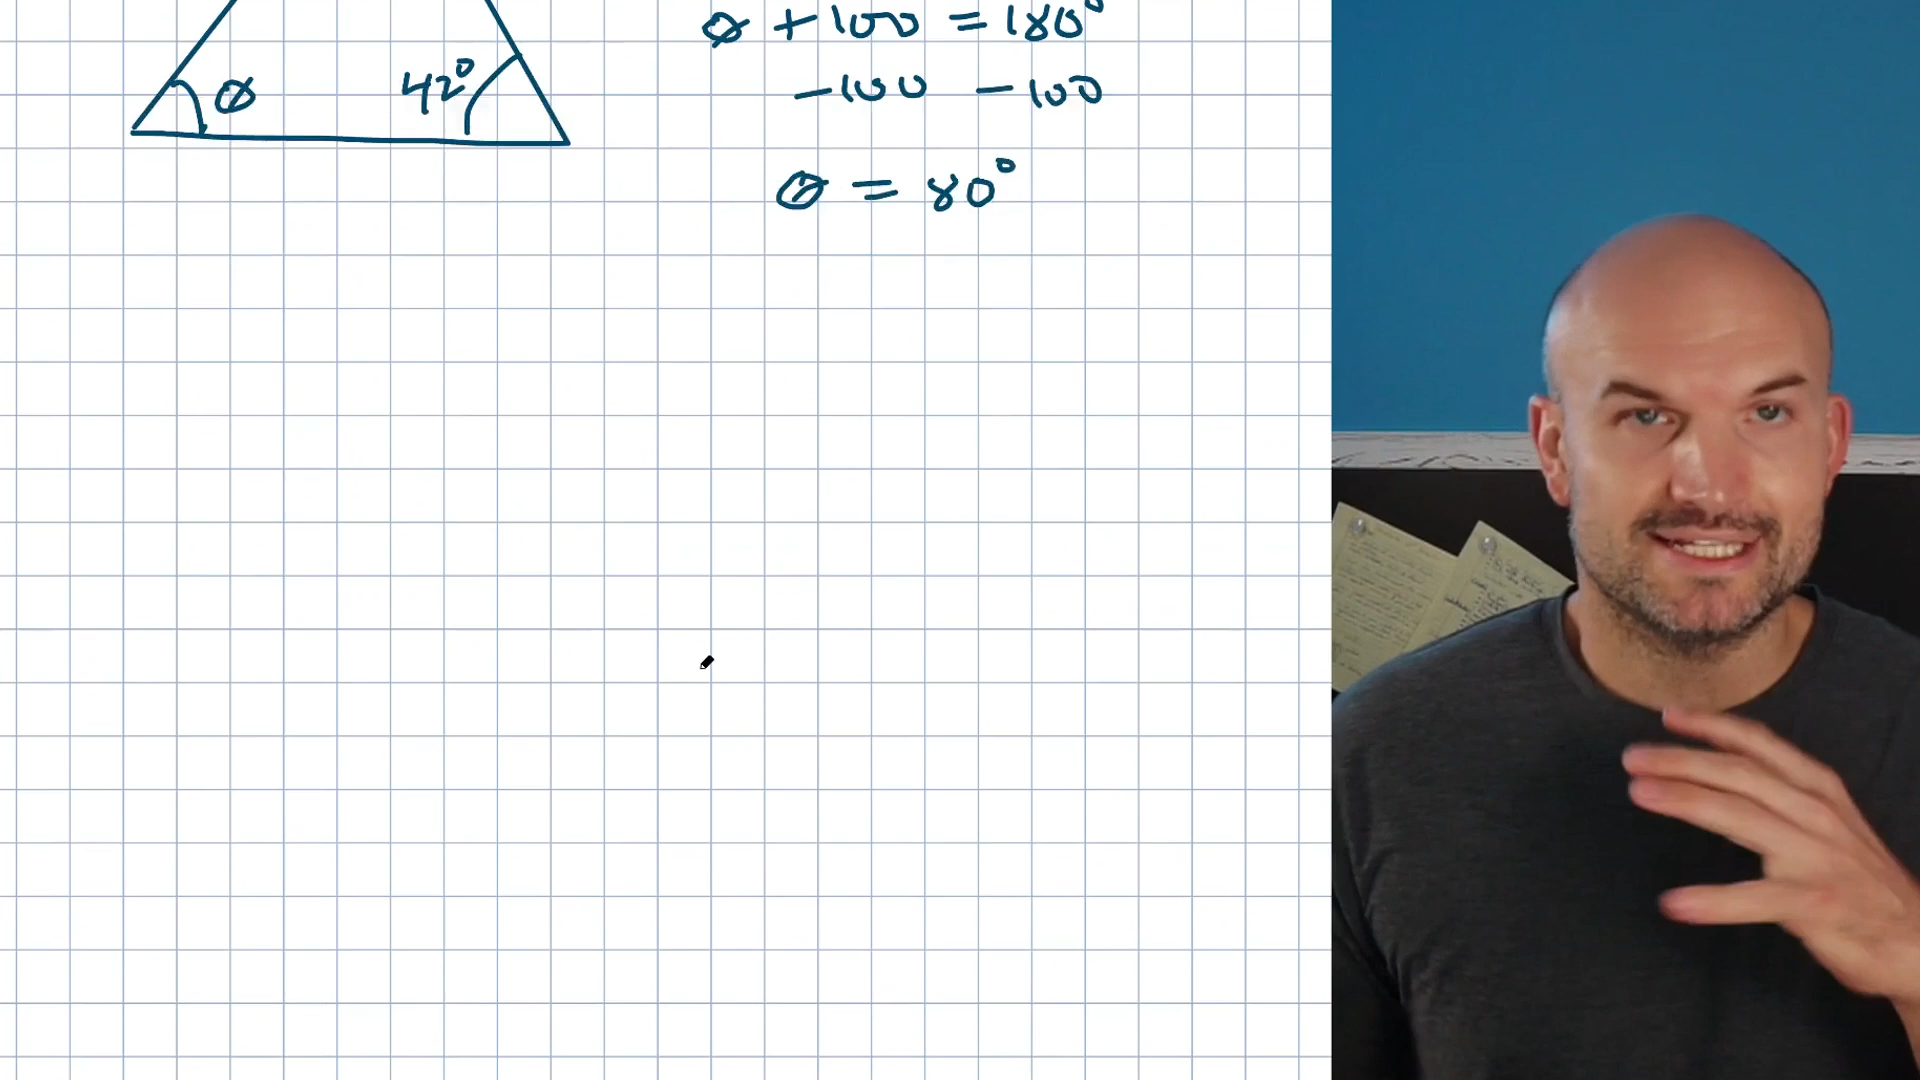 θ + 100 = 180°
-100 -100
θ 42°
θ = 80°